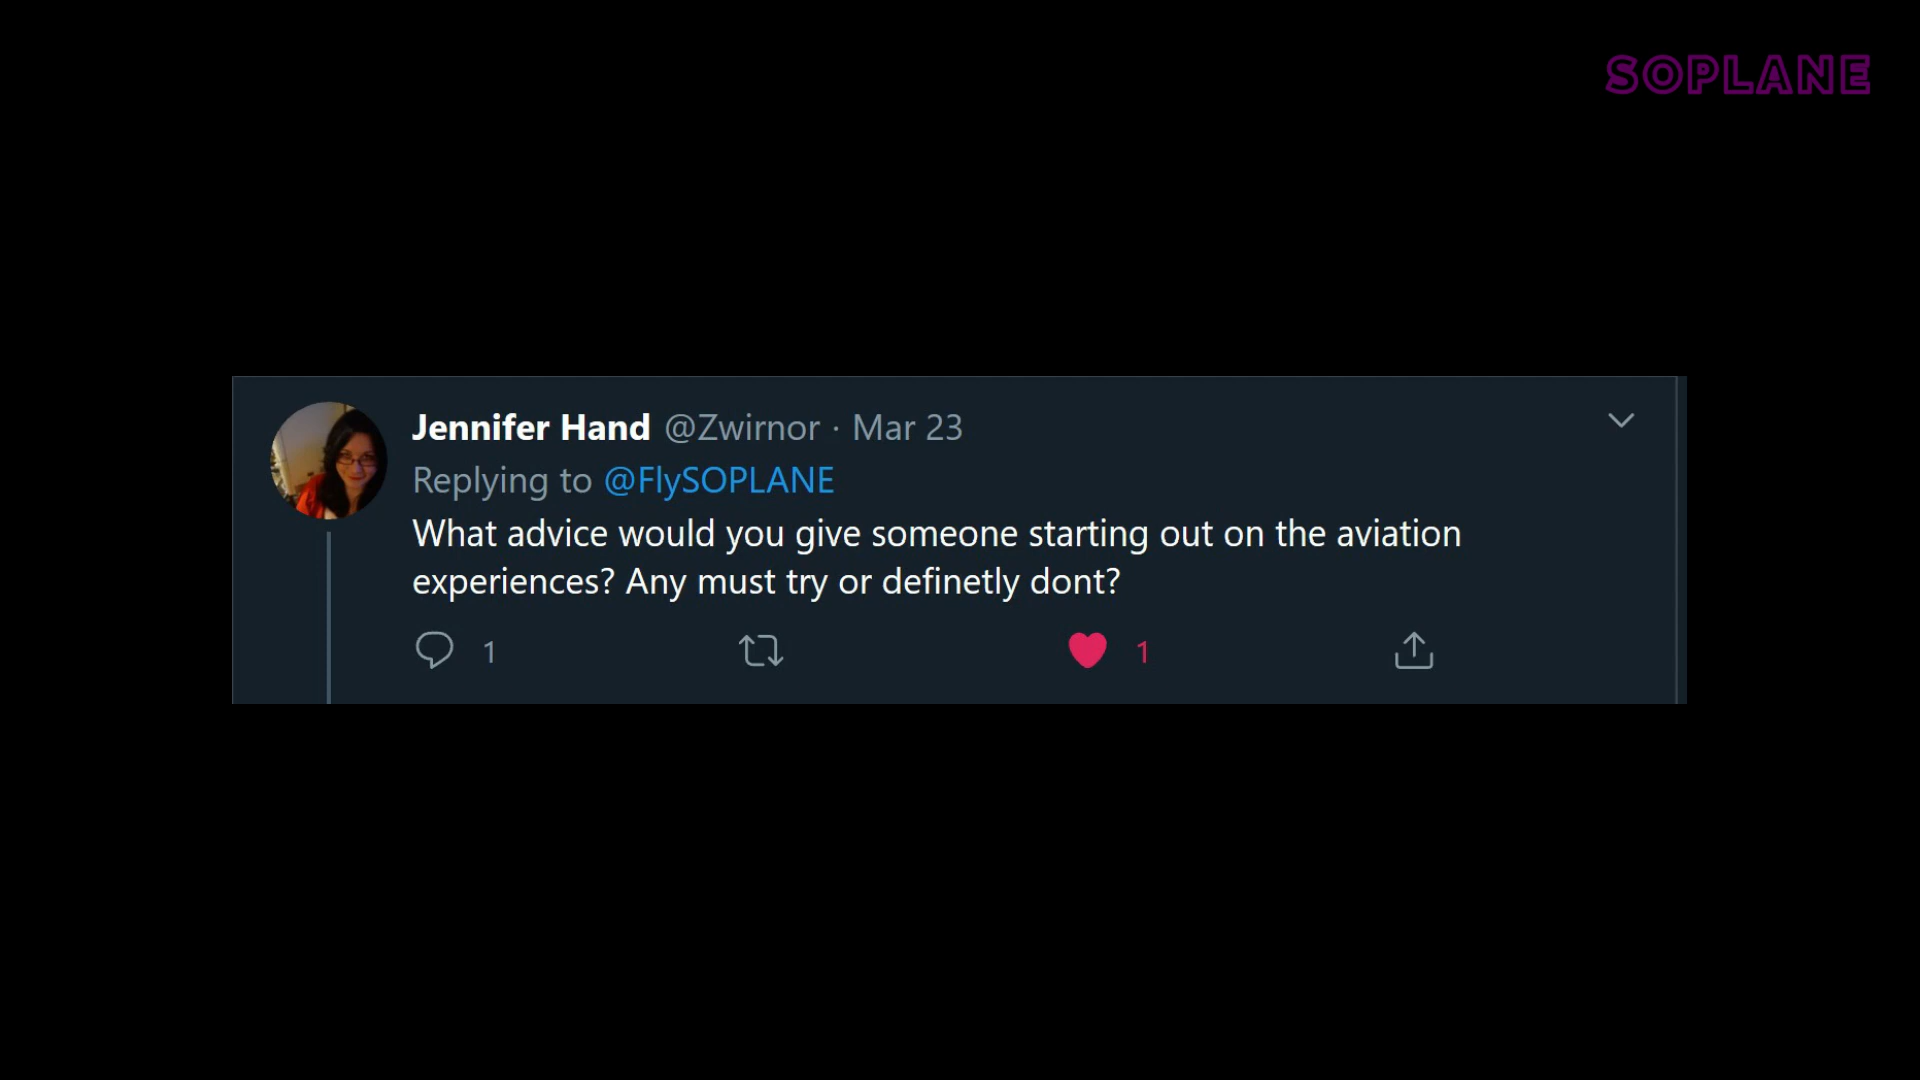 SOPLANE
Jennifer Hand @Zwirnor · Mar 23
Replying to @FlySOPLANE
What advice would you give someone starting out on the aviation
experiences? Any must try or definetly dont?
1 1